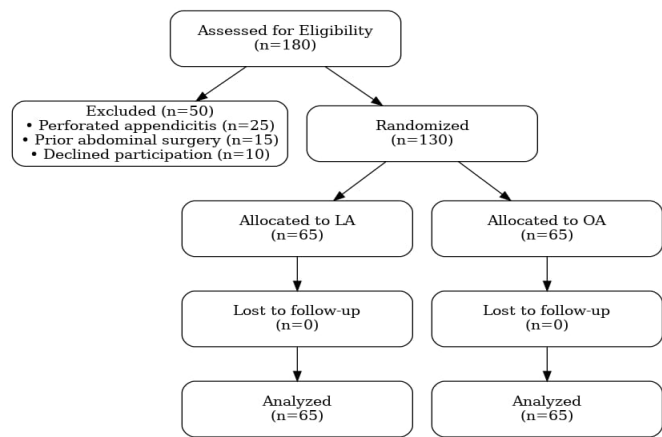 Assessed for Eligibility
(n=180)
Excluded (n=50)
• Perforated appendicitis (n=25)
• Prior abdominal surgery (n=15)
• Declined participation (n=10)
Randomized
(n=130)
Allocated to LA
(n=65)
Allocated to OA
(n=65)
Lost to follow-up
(n=0)
Lost to follow-up
(n=0)
Analyzed
(n=65)
Analyzed
(n=65)